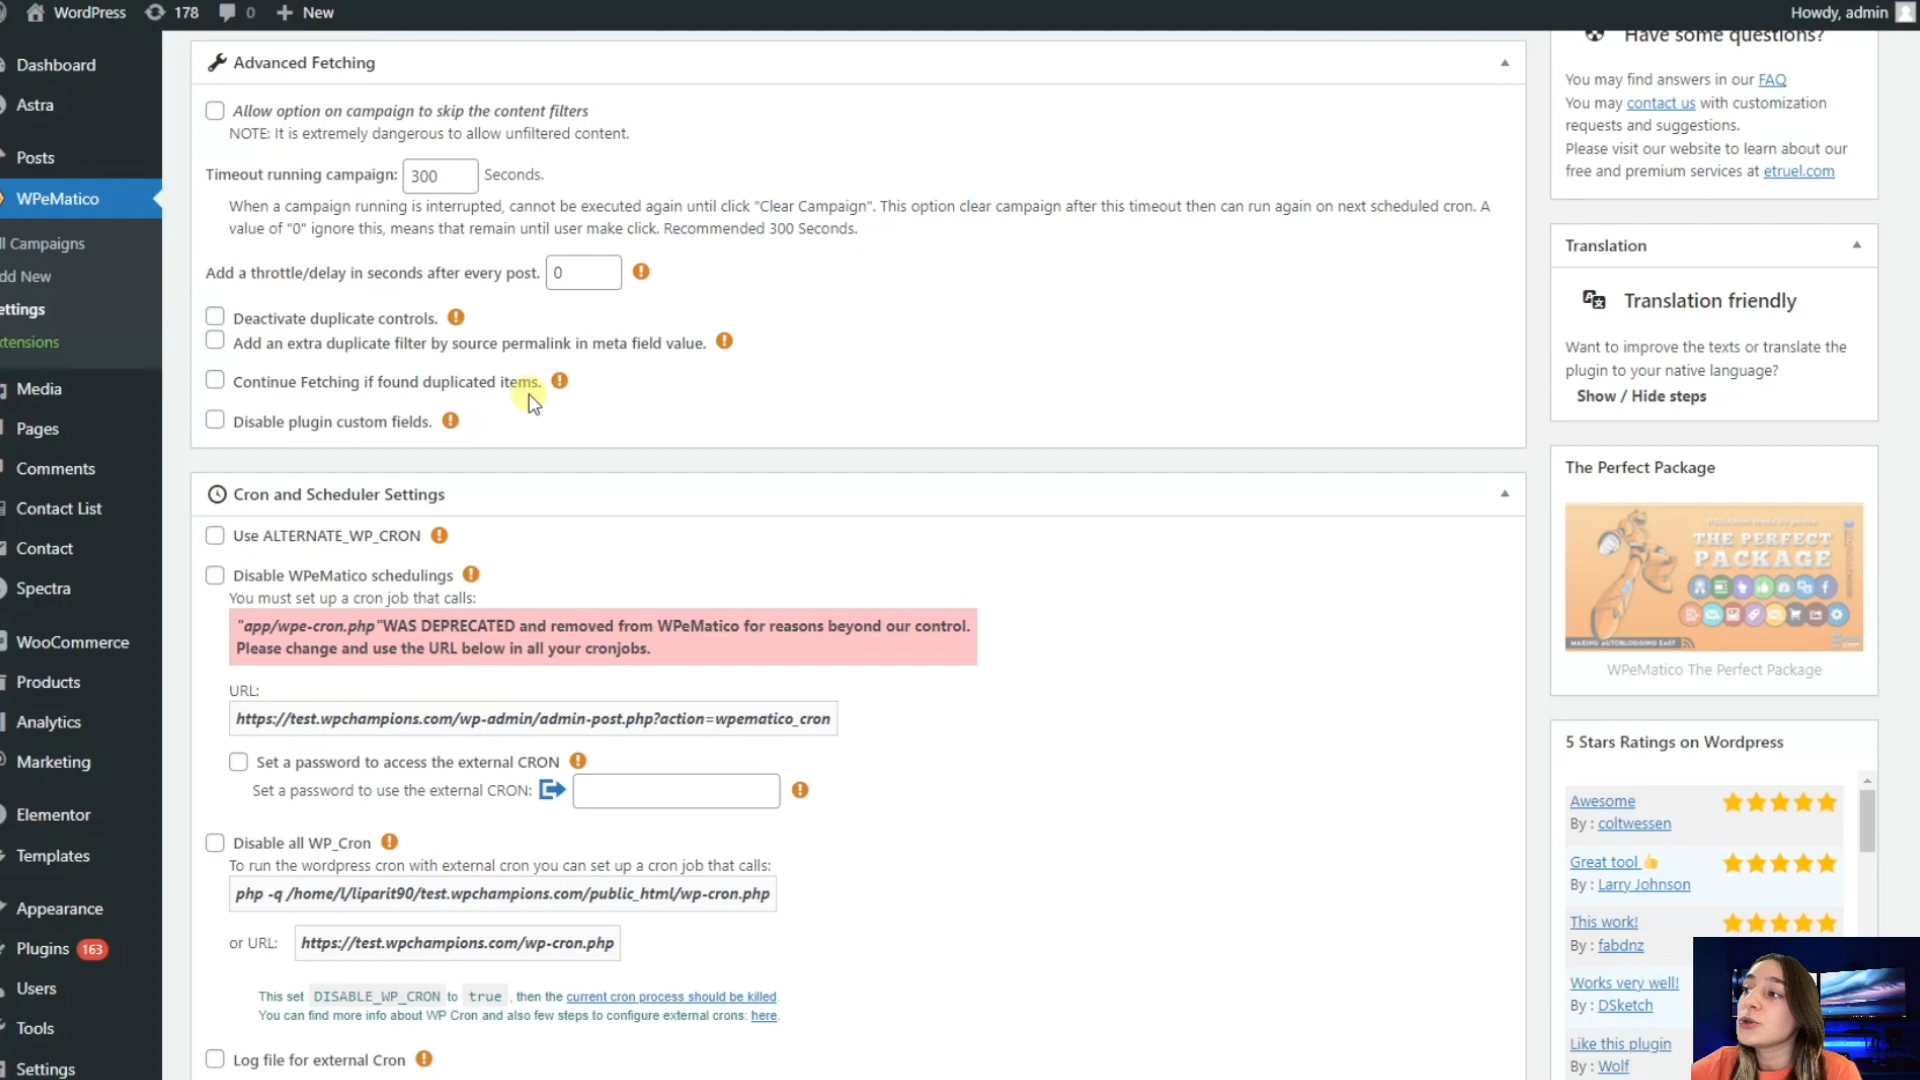 WordPress 178 0 New
Howdy, admin
Dashboard
Astra
Posts
WPeMatico
ll Campaigns
dd New
ettings
xtensions
Media
Pages
Comments
Contact List
Contact
Spectra
WooCommerce
Products
Analytics
Marketing
Elementor
Templates
Appearance
Plugins 163
Users
Tools
Settings
Advanced Fetching
Allow option on campaign to skip the content filters
NOTE: It is extremely dangerous to allow unfiltered content.
Timeout running campaign: 300 Seconds.
When a campaign running is interrupted, cannot be executed again until click "Clear Campaign". This option clear campaign after this timeout then can run again on next scheduled cron. A
value of "0" ignore this, means that remain until user make click. Recommended 300 Seconds.
Add a throttle/delay in seconds after every post. 0
Deactivate duplicate controls.
Add an extra duplicate filter by source permalink in meta field value.
Continue Fetching if found duplicated items.
Disable plugin custom fields.
Cron and Scheduler Settings
Use ALTERNATE_WP_CRON
Disable WPeMatico schedulings
You must set up a cron job that calls:
"app/wpe-cron.php"WAS DEPRECATED and removed from WPeMatico for reasons beyond our control.
Please change and use the URL below in all your cronjobs.
URL:
https://test.wpchampions.com/wp-admin/admin-post.php?action=wpematico_cron
Set a password to access the external CRON
Set a password to use the external CRON:
Disable all WP_Cron
To run the wordpress cron with external cron you can set up a cron job that calls:
php -q /home/l/liparit90/test.wpchampions.com/public_html/wp-cron.php
or URL: https://test.wpchampions.com/wp-cron.php
This set DISABLE_WP_CRON to true , then the current cron process should be killed.
You can find more info about WP Cron and also few steps to configure external crons: here.
Log file for external Cron
Have some questions?
You may find answers in our FAQ
You may contact us with customization
requests and suggestions.
Please visit our website to learn about our
free and premium services at etruel.com
Translation
Translation friendly
Want to improve the texts or translate the
plugin to your native language?
Show / Hide steps
The Perfect Package
THE PERFECT
PACKAGE
MAKING AUTOBLOGGING EASY
WPeMatico The Perfect Package
5 Stars Ratings on Wordpress
Awesome
By : coltwessen
Great tool
By : Larry Johnson
This work!
By : fabdnz
Works very well!
By : DSketch
Like this plugin
By : Wolf